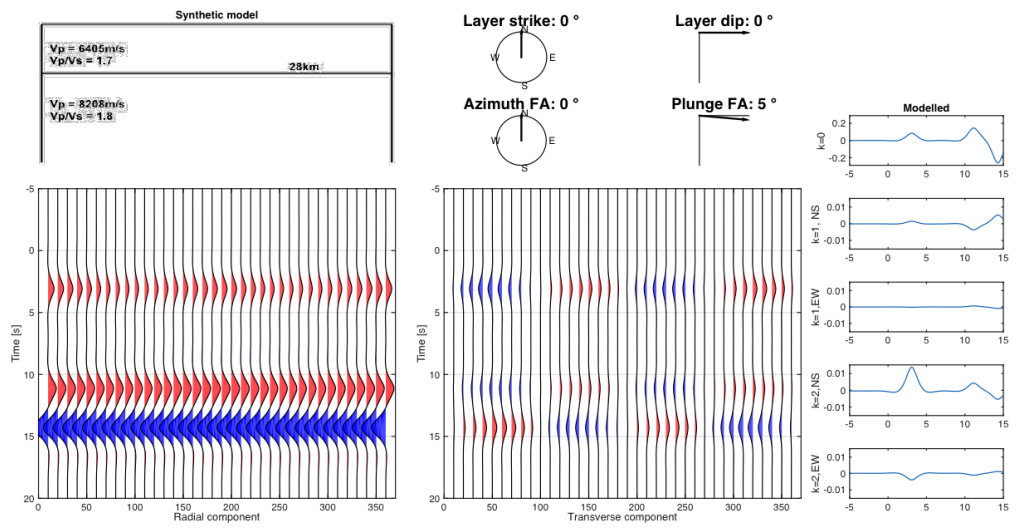 Synthetic model
Vp = 6405m/s
Vp/Vs = 1.7
28km
Vp = 8208m/s
Vp/Vs = 1.8
Layer strike: 0 °
N
W E
S
Layer dip: 0 °
Azimuth FA: 0 °
N
W E
S
Plunge FA: 5 °
-5
0
5
10
15
20
Time [s]
0 50 100 150 200 250 300 350
Radial component
-5
0
5
10
15
20
Time [s]
0 50 100 150 200 250 300 350
Transverse component
Modelled
k=0
0.2
0
-0.2
-5 0 5 10 15
k=1, NS
0.01
0
-0.01
-5 0 5 10 15
k=1,EW
0.01
0
-0.01
-5 0 5 10 15
k=2,NS
0.01
0
-0.01
-5 0 5 10 15
k=2,EW
0.01
0
-0.01
-5 0 5 10 15